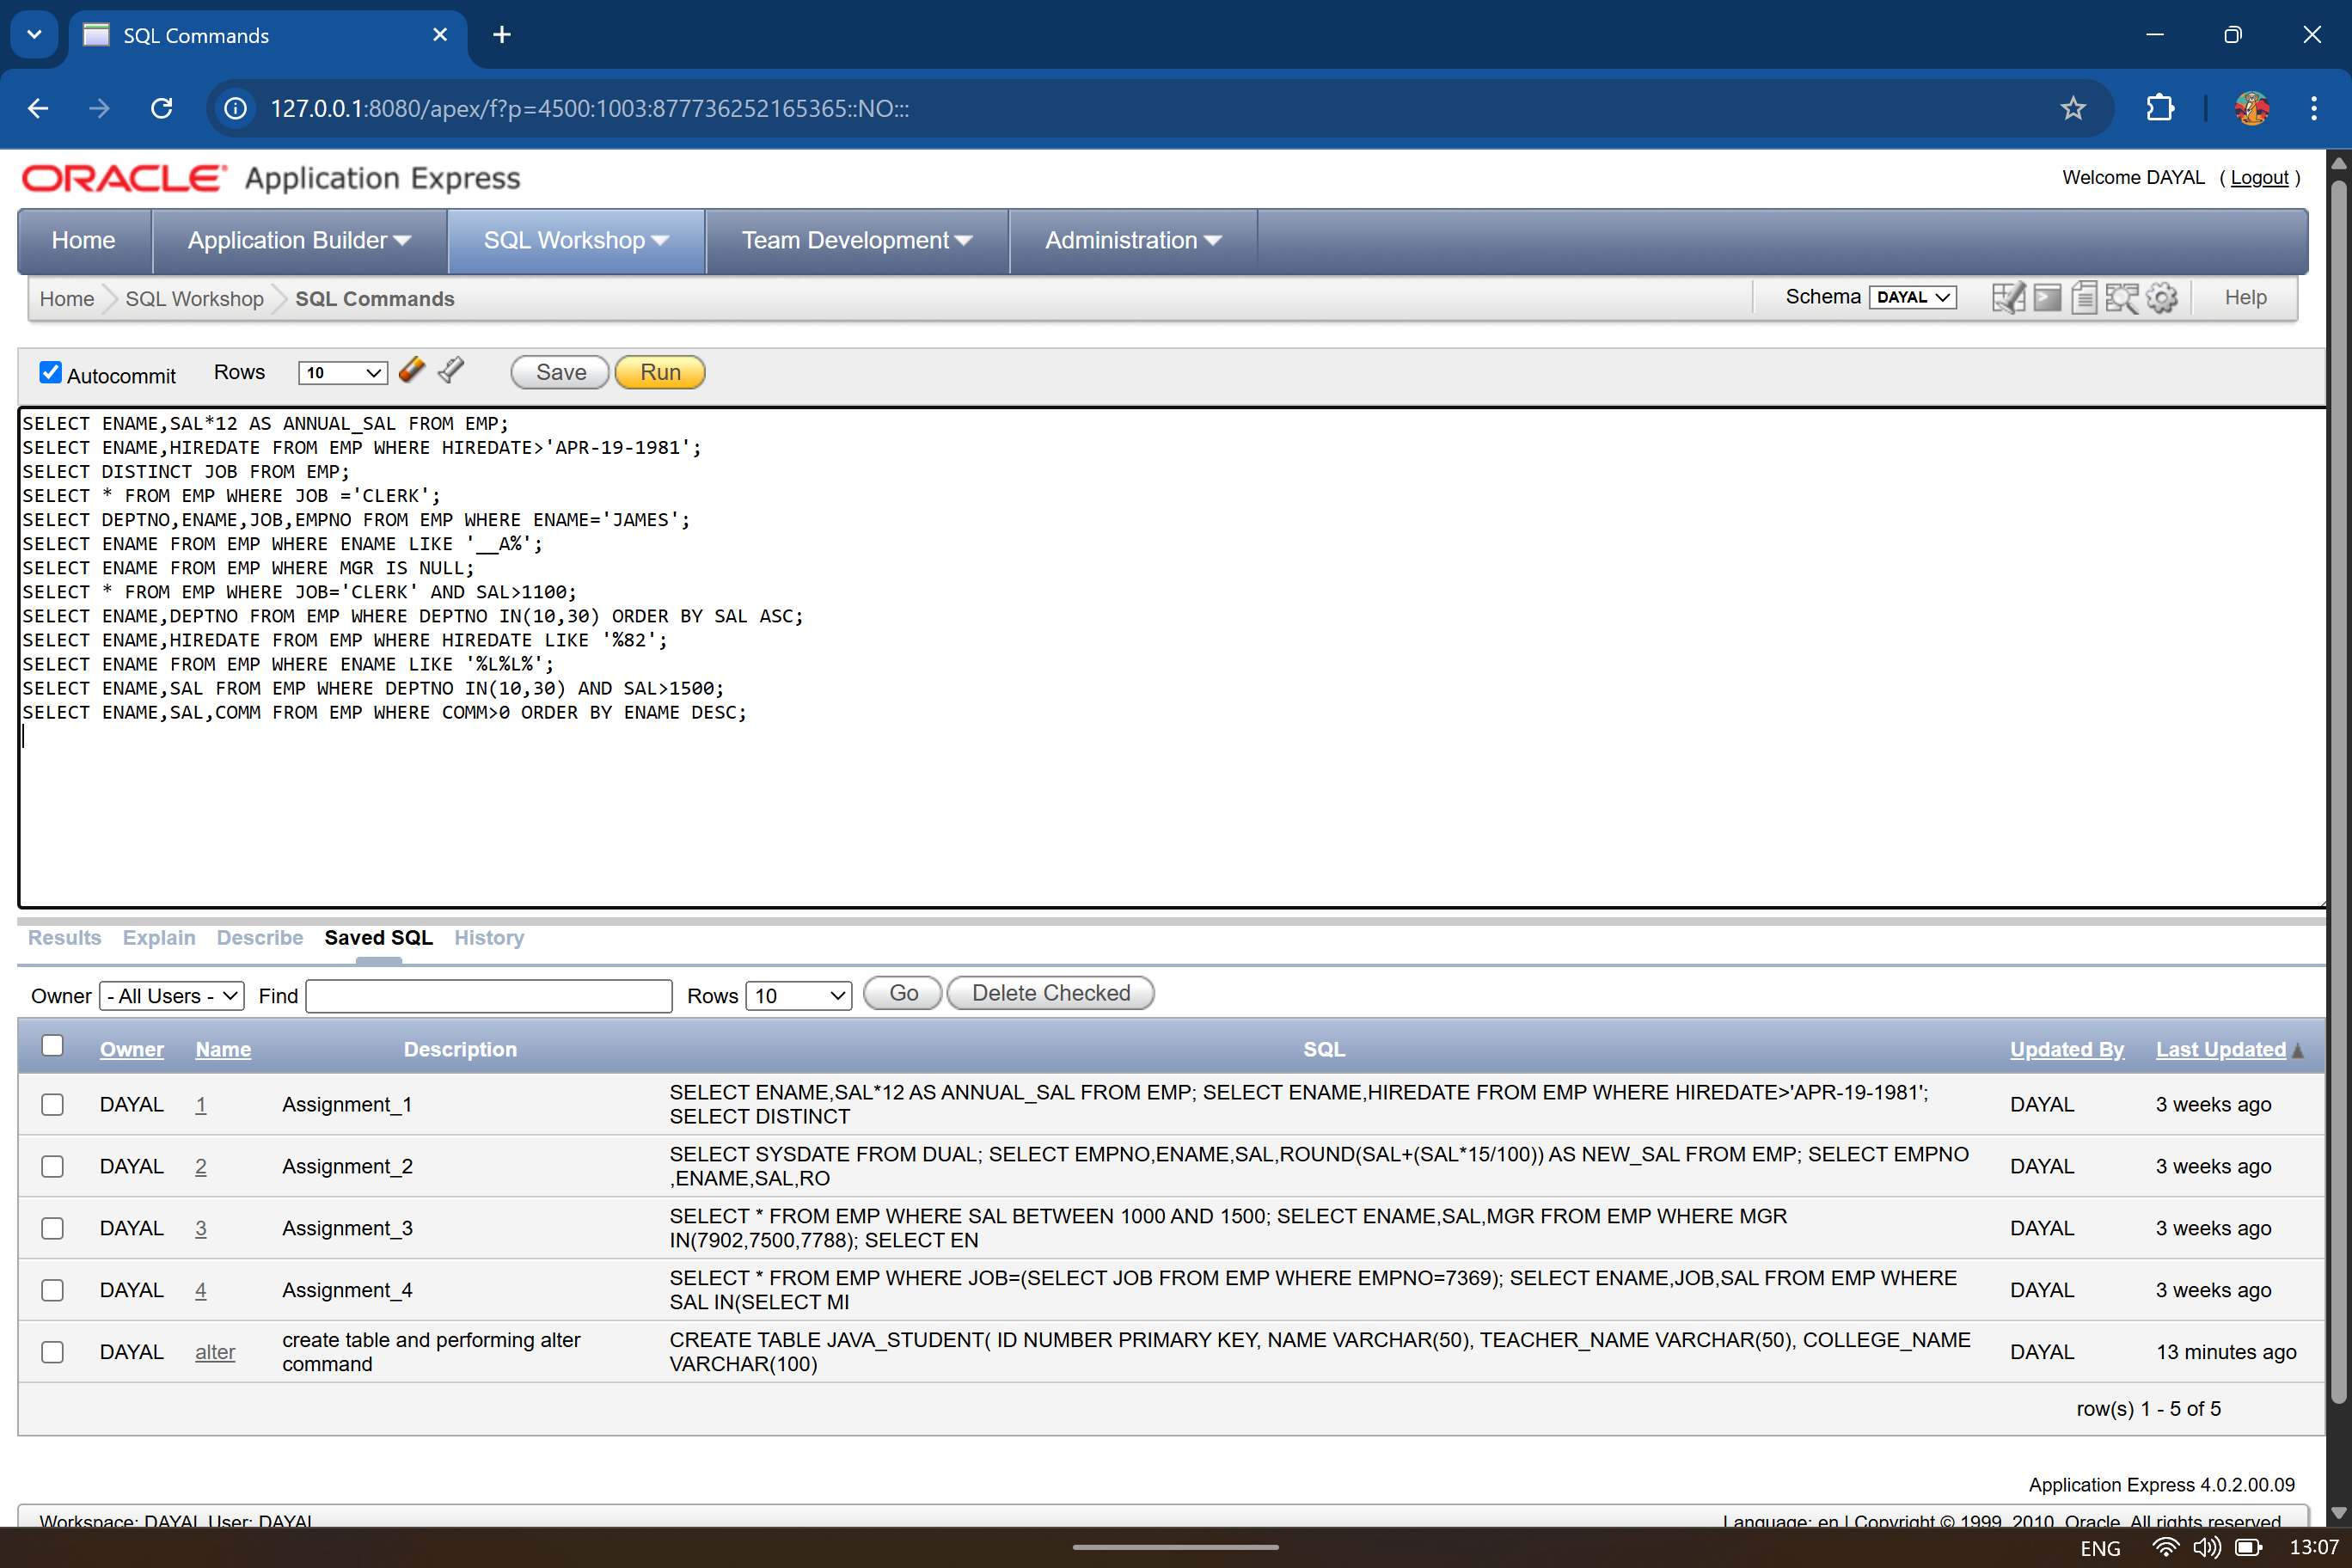 SQL Commands
127.0.0.1:8080/apex/f?p=4500:1003:877736252165365::NO:::
ORACLE Application Express
Welcome DAYAL ( Logout )
Home Application Builder SQL Workshop Team Development Administration
Home SQL Workshop SQL Commands Schema DAYAL Help
Autocommit Rows 10 Save Run
SELECT ENAME,SAL*12 AS ANNUAL_SAL FROM EMP;
SELECT ENAME,HIREDATE FROM EMP WHERE HIREDATE>'APR-19-1981';
SELECT DISTINCT JOB FROM EMP;
SELECT * FROM EMP WHERE JOB ='CLERK';
SELECT DEPTNO,ENAME,JOB,EMPNO FROM EMP WHERE ENAME='JAMES';
SELECT ENAME FROM EMP WHERE ENAME LIKE '__A%';
SELECT ENAME FROM EMP WHERE MGR IS NULL;
SELECT * FROM EMP WHERE JOB='CLERK' AND SAL>1100;
SELECT ENAME,DEPTNO FROM EMP WHERE DEPTNO IN(10,30) ORDER BY SAL ASC;
SELECT ENAME,HIREDATE FROM EMP WHERE HIREDATE LIKE '%82';
SELECT ENAME FROM EMP WHERE ENAME LIKE '%L%L%';
SELECT ENAME,SAL FROM EMP WHERE DEPTNO IN(10,30) AND SAL>1500;
SELECT ENAME,SAL,COMM FROM EMP WHERE COMM>0 ORDER BY ENAME DESC;
Results Explain Describe Saved SQL History
Owner - All Users - Find Rows 10 Go Delete Checked
Owner Name Description SQL Updated By Last Updated
DAYAL 1 Assignment_1 SELECT ENAME,SAL*12 AS ANNUAL_SAL FROM EMP; SELECT ENAME,HIREDATE FROM EMP WHERE HIREDATE>'APR-19-1981'; DAYAL 3 weeks ago
SELECT DISTINCT
DAYAL 2 Assignment_2 SELECT SYSDATE FROM DUAL; SELECT EMPNO,ENAME,SAL,ROUND(SAL+(SAL*15/100)) AS NEW_SAL FROM EMP; SELECT EMPNO DAYAL 3 weeks ago
,ENAME,SAL,RO
DAYAL 3 Assignment_3 SELECT * FROM EMP WHERE SAL BETWEEN 1000 AND 1500; SELECT ENAME,SAL,MGR FROM EMP WHERE MGR DAYAL 3 weeks ago
IN(7902,7500,7788); SELECT EN
DAYAL 4 Assignment_4 SELECT * FROM EMP WHERE JOB=(SELECT JOB FROM EMP WHERE EMPNO=7369); SELECT ENAME,JOB,SAL FROM EMP WHERE DAYAL 3 weeks ago
SAL IN(SELECT MI
DAYAL alter create table and performing alter CREATE TABLE JAVA_STUDENT( ID NUMBER PRIMARY KEY, NAME VARCHAR(50), TEACHER_NAME VARCHAR(50), COLLEGE_NAME DAYAL 13 minutes ago
command VARCHAR(100)
row(s) 1 - 5 of 5
Application Express 4.0.2.00.09
Workspace: DAYAL User: DAYAL Language: en | Copyright © 1999, 2010, Oracle. All rights reserved.
ENG 13:07